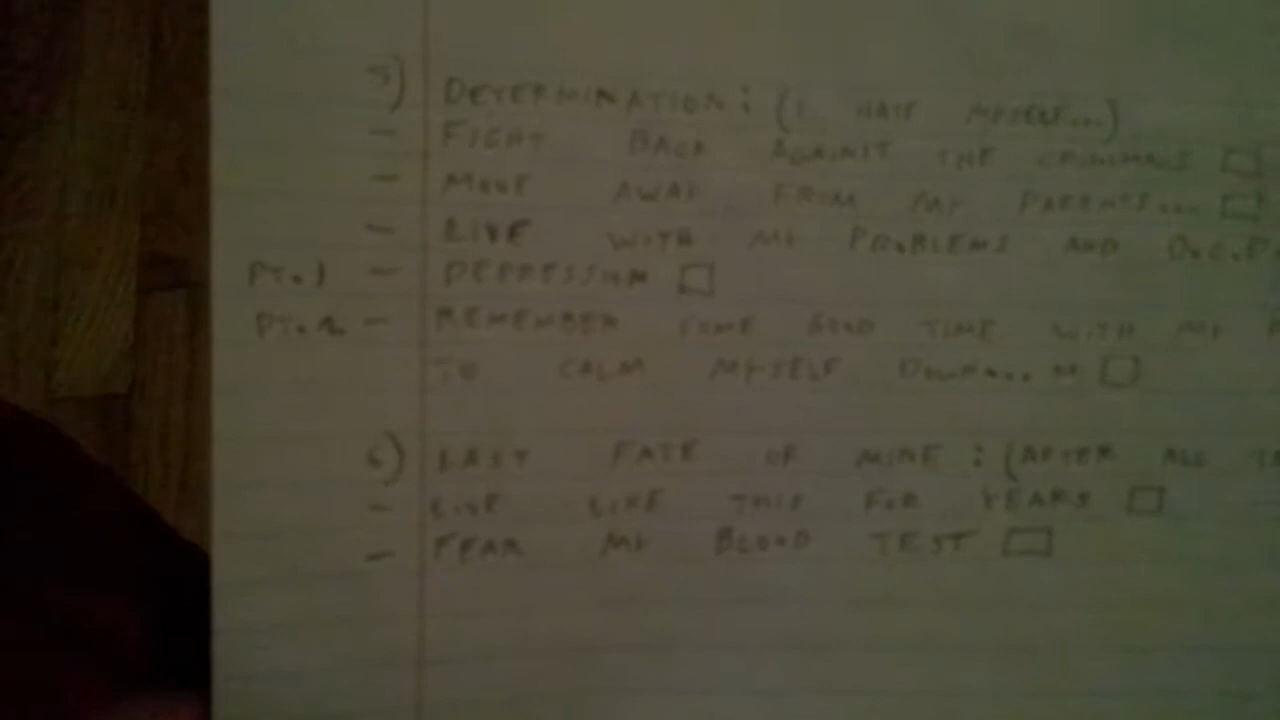 5) DETERMINATION: (I HATE MYSELF...)
- FIGHT BACK AGAINST THE CRIMINALS
- MOVE AWAY FROM MY PARENTS...
- LIVE WITH MY PROBLEMS AND
PT.1 - DEPRESSION
PT.2 - REMEMBER SOME GOOD TIME WITH MY
TO CALM MYSELF DOWN...
6) LAST FATE OF MINE: (AFTER ALL
- LIVE LIKE THIS FOR YEARS
- FEAR MY BLOOD TEST